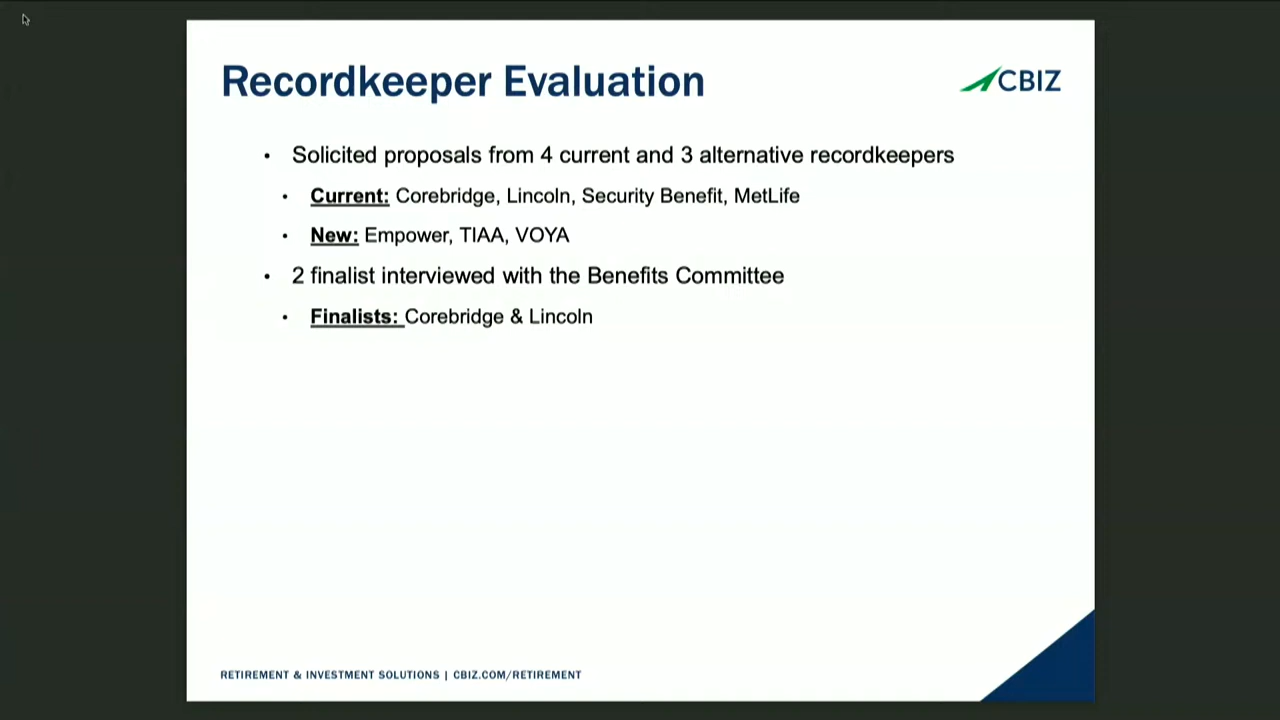 Recordkeeper Evaluation
CBIZ
• Solicited proposals from 4 current and 3 alternative recordkeepers
• Current: Corebridge, Lincoln, Security Benefit, MetLife
• New: Empower, TIAA, VOYA
• 2 finalist interviewed with the Benefits Committee
• Finalists: Corebridge & Lincoln
RETIREMENT & INVESTMENT SOLUTIONS | CBIZ.COM/RETIREMENT